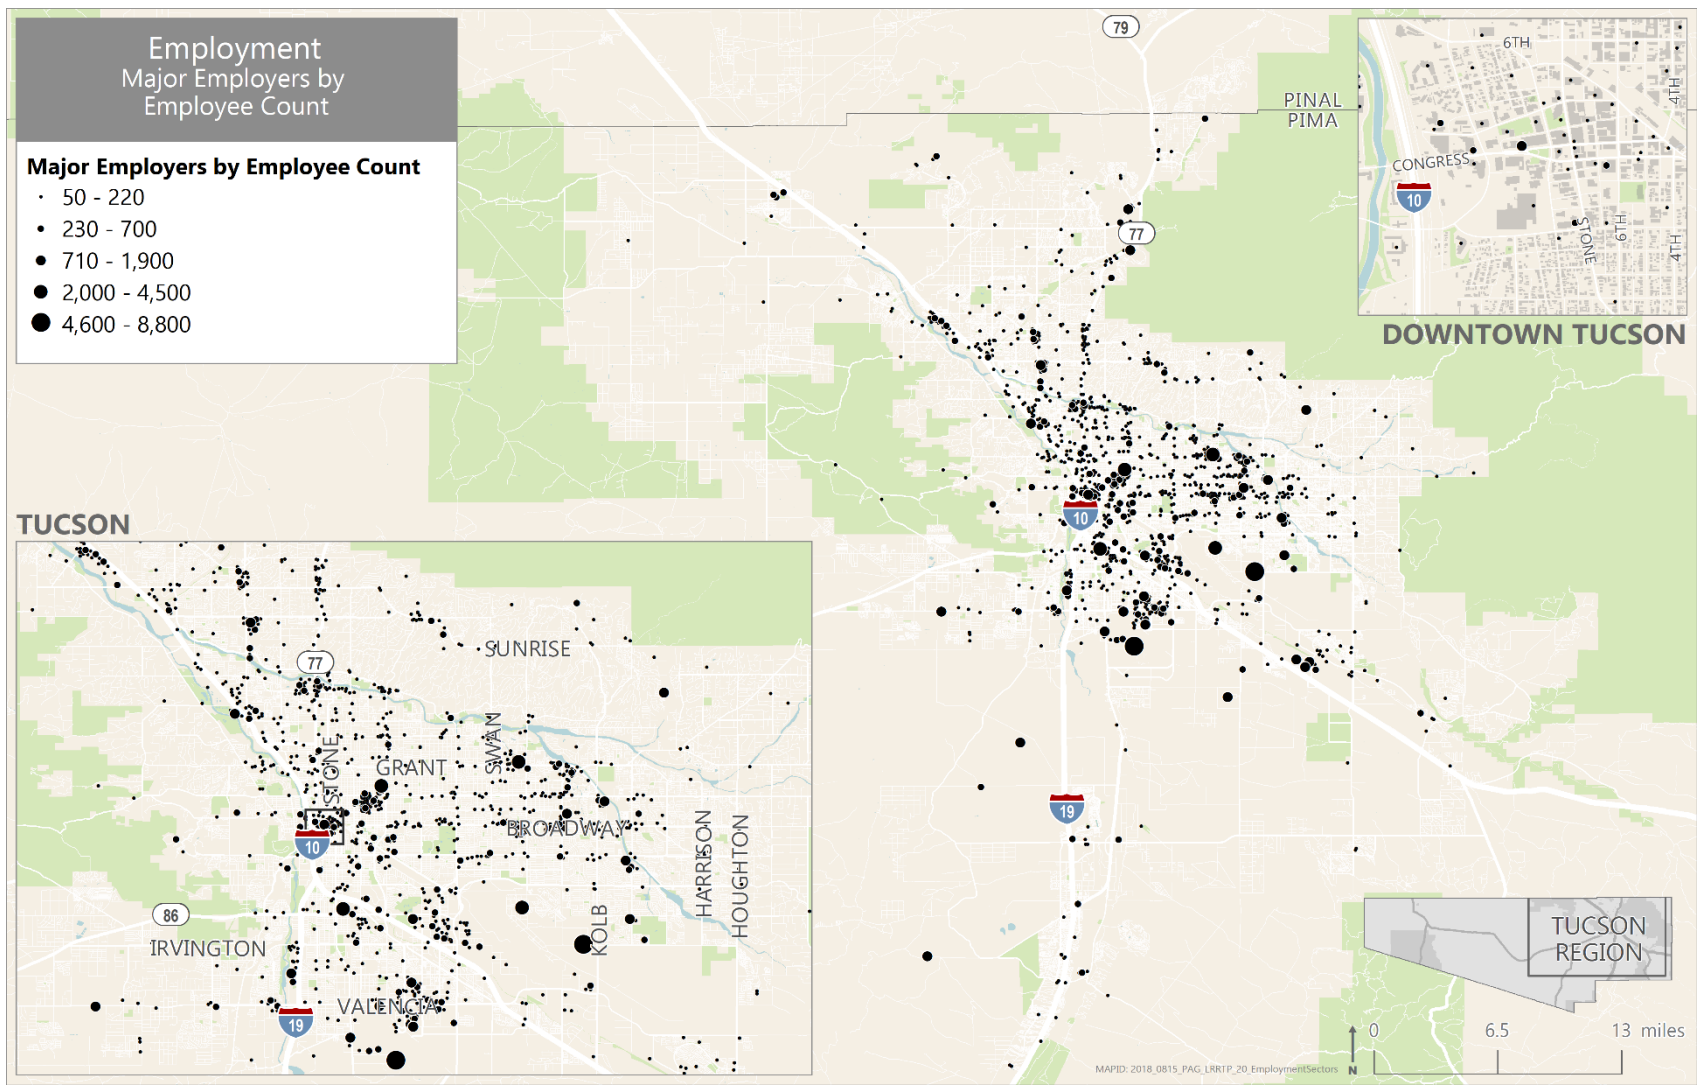 Employment
Major Employers by
Employee Count
Major Employers by Employee Count
50 - 220
230 - 700
710 - 1,900
2,000 - 4,500
4,600 - 8,800
79
PINAL
PIMA
77
10
19
6TH
4TH
CONGRESS
10
STONE
6TH
4TH
DOWNTOWN TUCSON
TUCSON
SUNRISE
77
SWAN
STONE
GRANT
BROADWAY
10
HARRISON
HOUGHTON
86
IRVINGTON
KOLB
VALENCIA
19
TUCSON
REGION
0 6.5 13 miles
N
MAPID: 2018_0815_PAG_LRRTP_20_EmploymentSectors